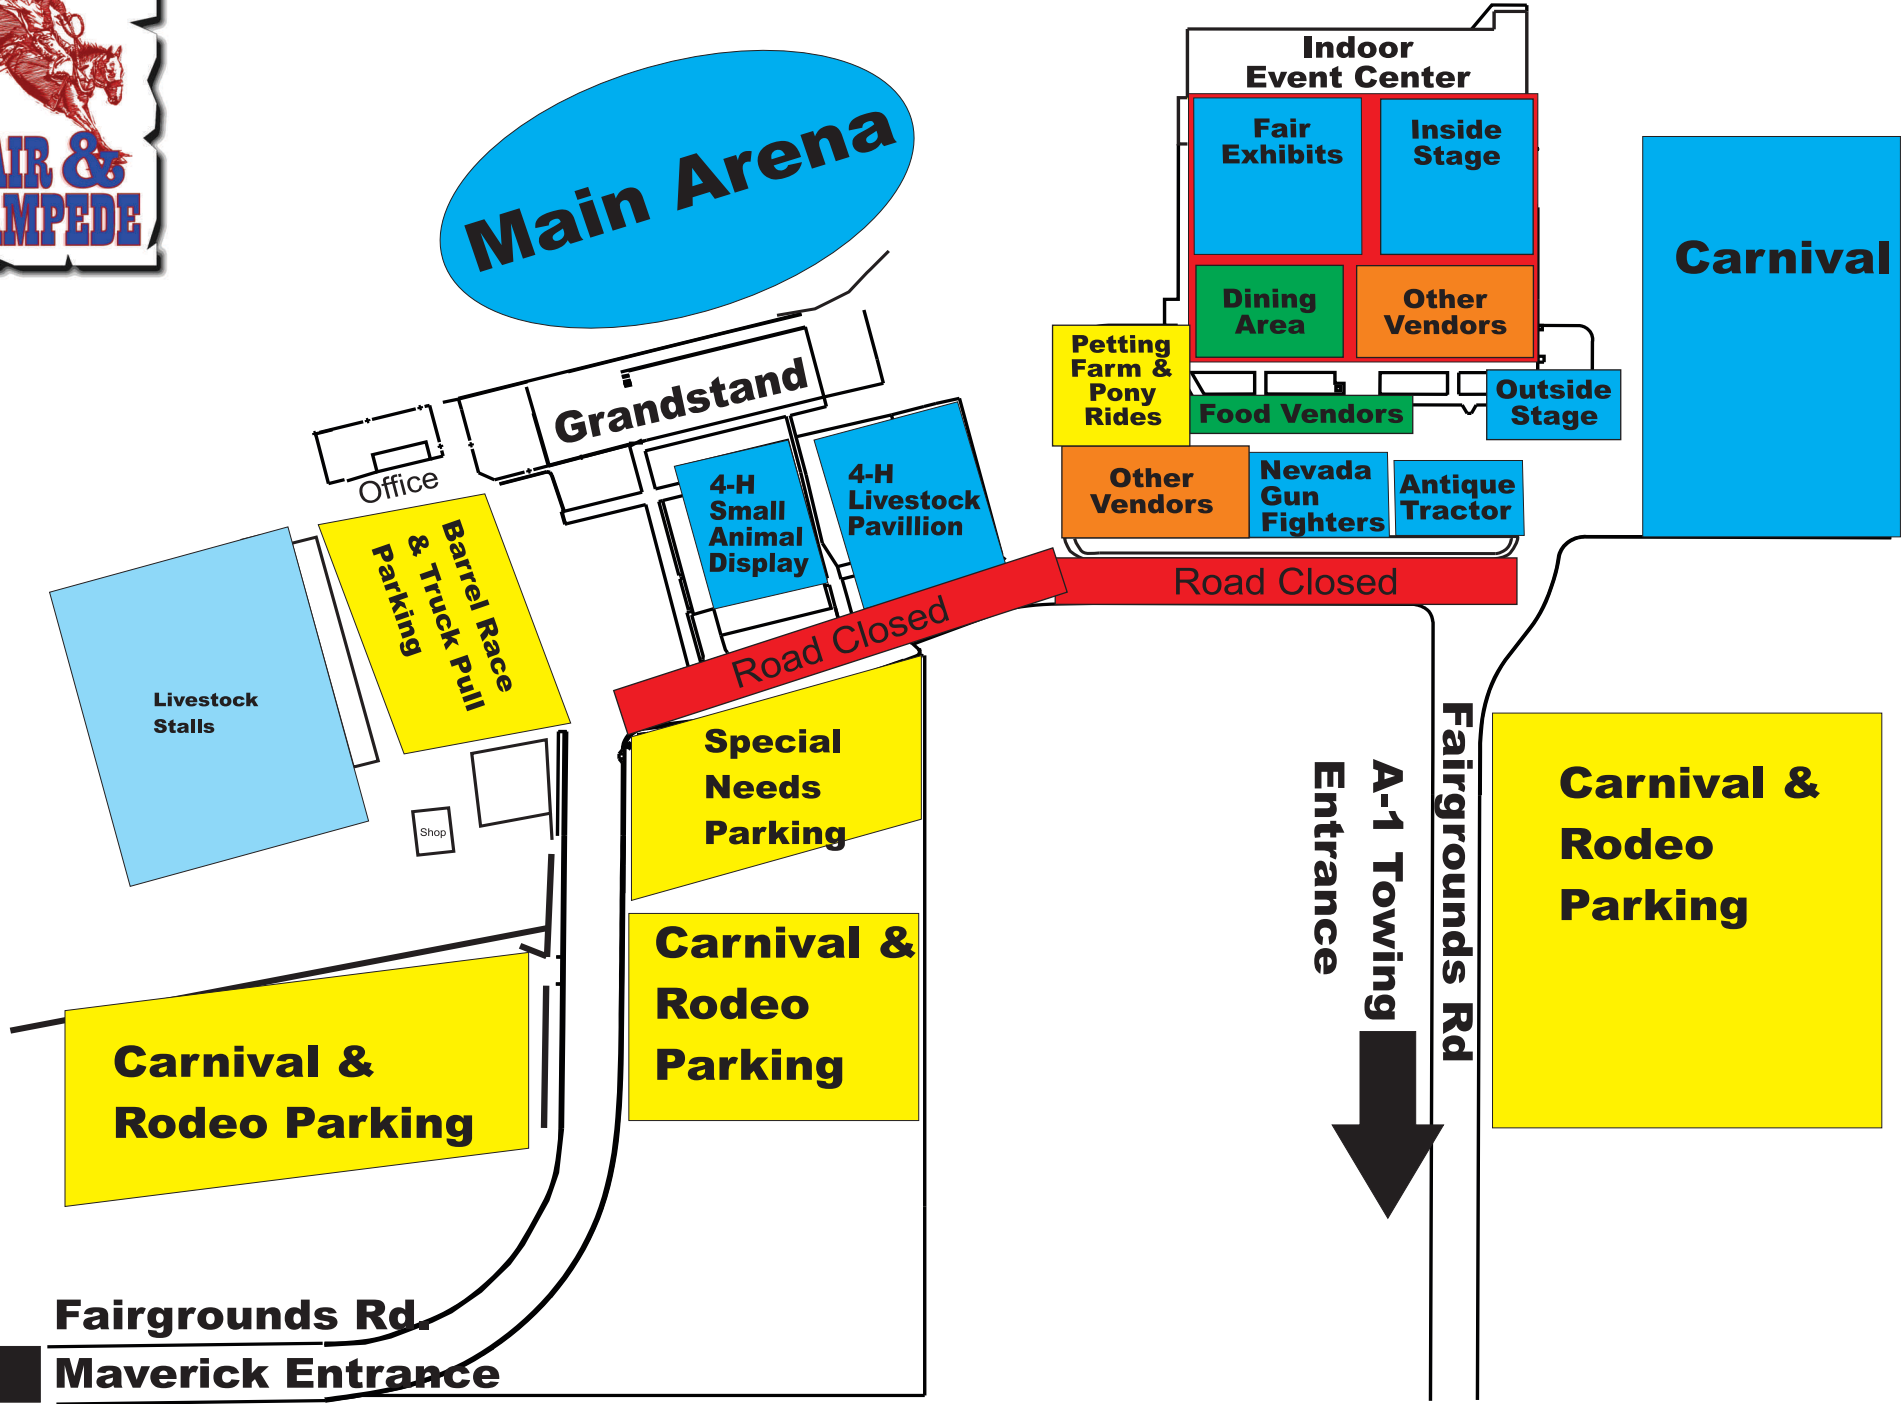 AIR &
MPEDE
Main Arena
Indoor
Event Center
Fair
Exhibits
Inside
Stage
Carnival
Dining
Area
Other
Vendors
Petting
Farm &
Pony
Rides
Food Vendors
Outside
Stage
Grandstand
Office
4-H
Small
Animal
Display
4-H
Livestock
Pavillion
Other
Vendors
Nevada
Gun
Fighters
Antique
Tractor
Barrel Race
& Truck Pull
Parking
Road Closed
Road Closed
Livestock
Stalls
Shop
Special
Needs
Parking
Carnival &
Rodeo
Parking
Carnival &
Rodeo Parking
A-1 Towing
Entrance
Fairgrounds Rd
Carnival &
Rodeo
Parking
Fairgrounds Rd.
Maverick Entrance